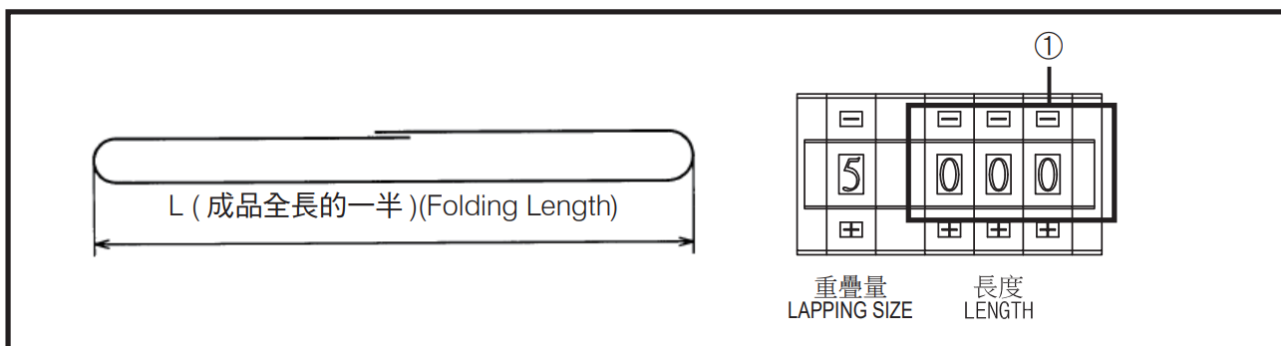 ①
L ( 成品全長的一半 )(Folding Length)
− − − −
5 0 0 0
+ + + +
重疊量 長度
LAPPING SIZE LENGTH